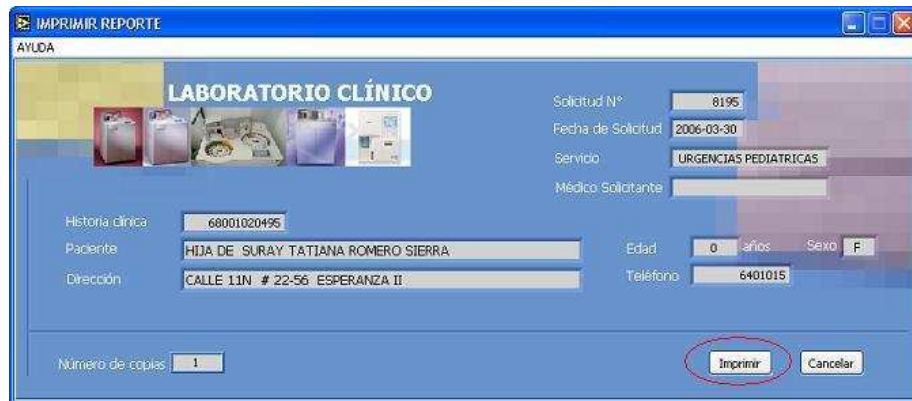 IMPRIMIR REPORTE
AYUDA
LABORATORIO CLÍNICO
Solicitud N° 8195
Fecha de Solicitud 2006-03-30
Servicio URGENCIAS PEDIATRICAS
Médico Solicitante
Historia clínica 68001020495
Paciente HIJA DE SURAY TATIANA ROMERO SIERRA
Edad 0 años Sexo F
Dirección CALLE 11N # 22-56 ESPERANZA II
Teléfono 6401015
Número de copias 1
Imprimir Cancelar